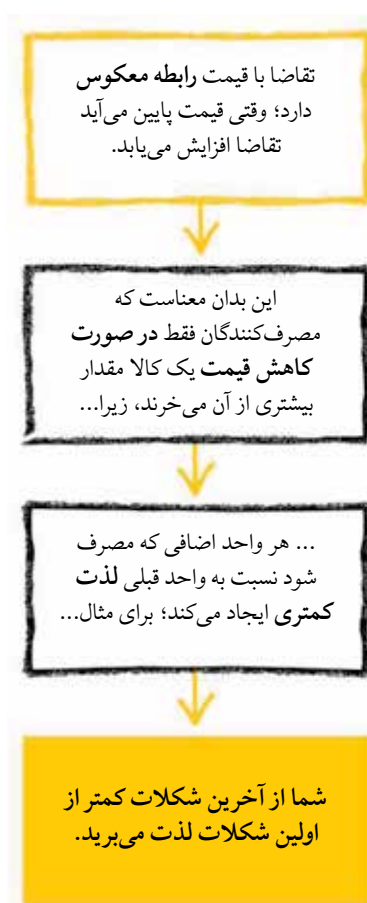 تقاضا با قیمت رابطه معکوس
دارد؛ وقتی قیمت پایین می‌آید
تقاضا افزایش می‌یابد.
این بدان معناست که
مصرف‌کنندگان فقط در صورت
کاهش قیمت یک کالا مقدار
بیشتری از آن می‌خرند، زیرا...
... هر واحد اضافی که مصرف
شود نسبت به واحد قبلی لذت
کمتری ایجاد می‌کند؛ برای مثال...
شما از آخرین شکلات کمتر از
اولین شکلات لذت می‌برید.